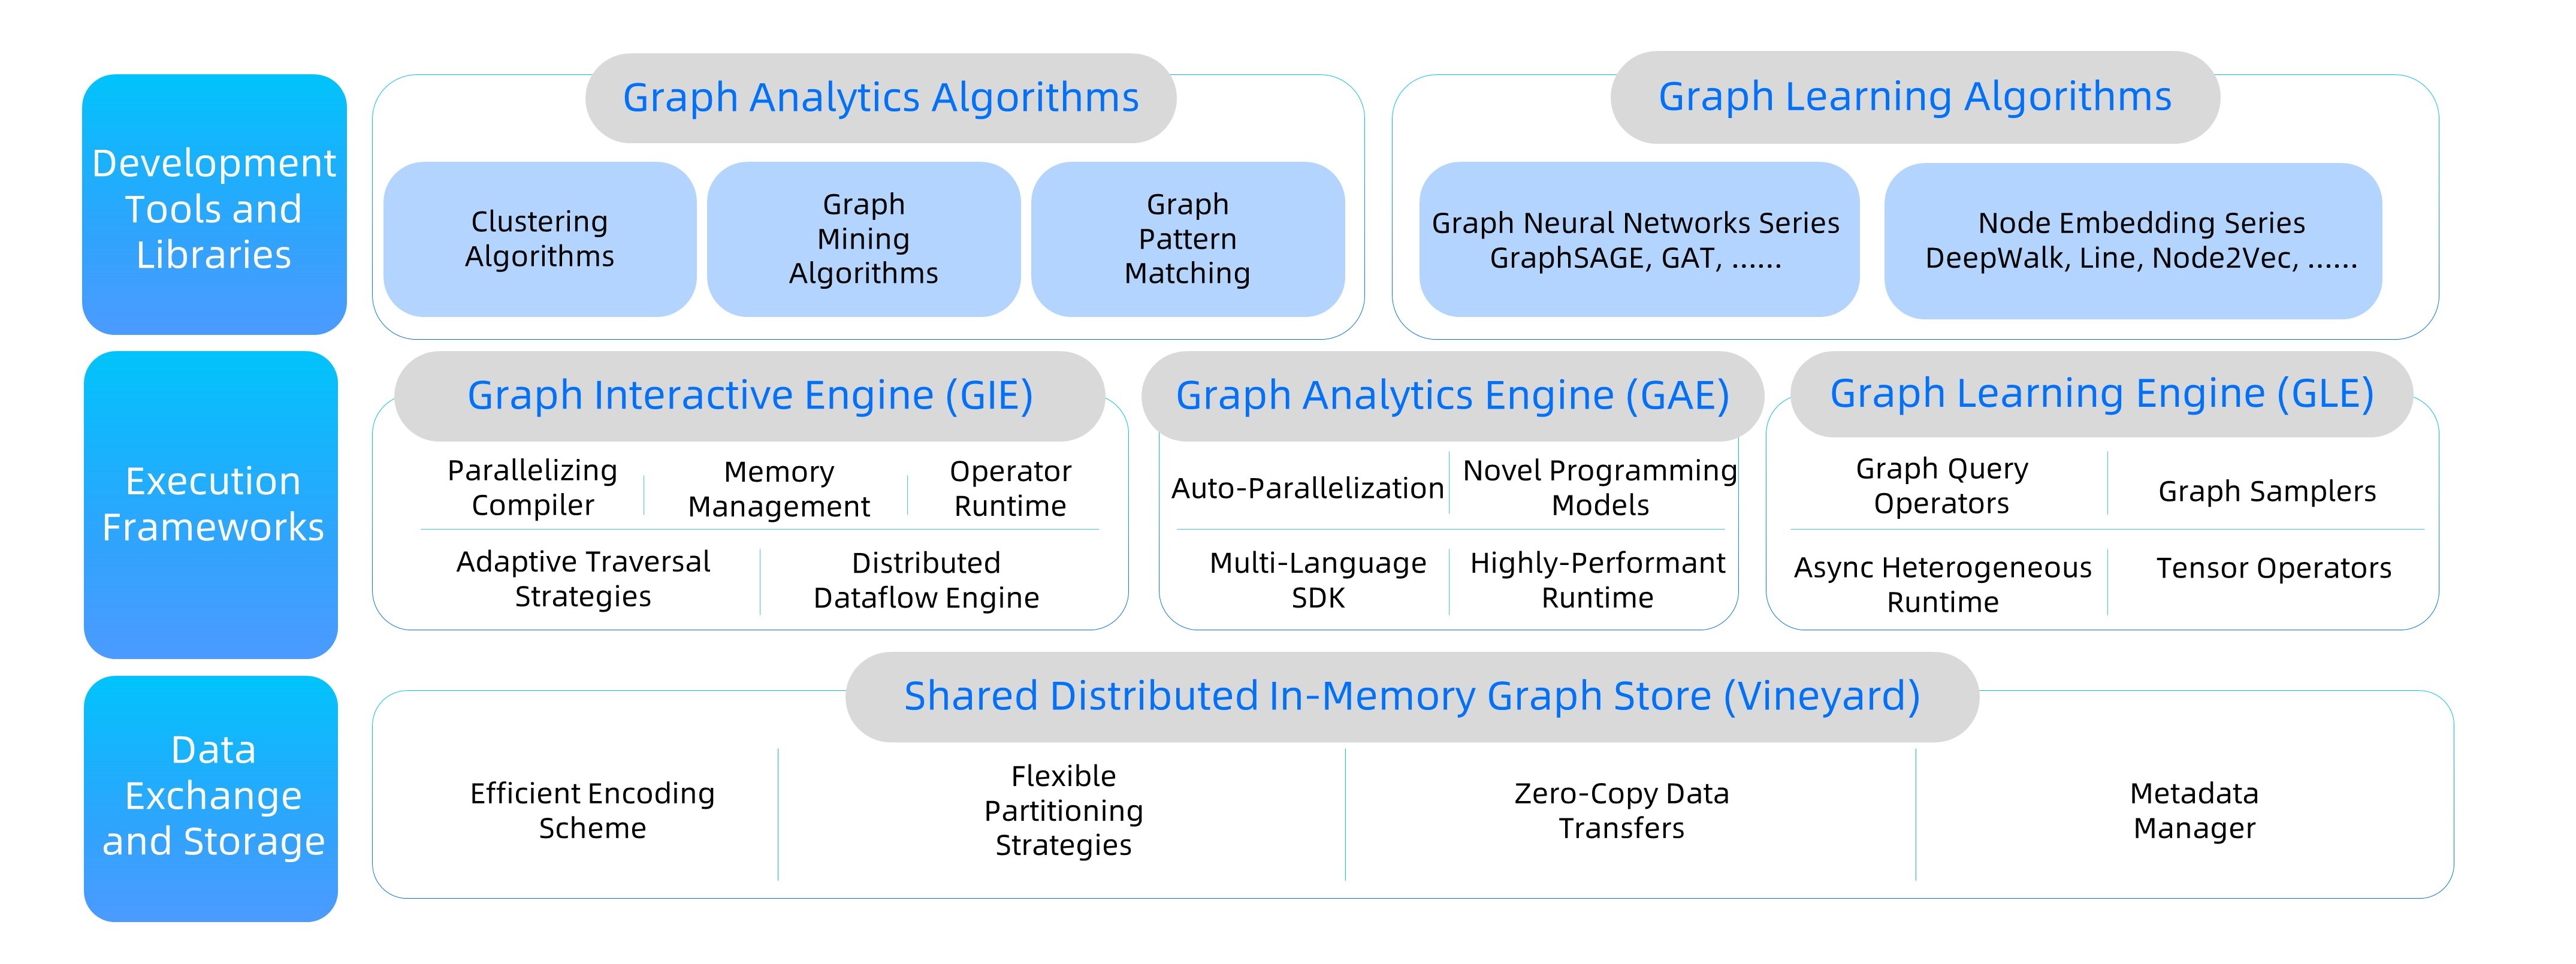 Development
Tools and
Libraries
Graph Analytics Algorithms
Clustering
Algorithms
Graph
Mining
Algorithms
Graph
Pattern
Matching
Graph Learning Algorithms
Graph Neural Networks Series
GraphSAGE, GAT, ......
Node Embedding Series
DeepWalk, Line, Node2Vec, ......
Execution
Frameworks
Graph Interactive Engine (GIE)
Parallelizing
Compiler
Memory
Management
Operator
Runtime
Adaptive Traversal
Strategies
Distributed
Dataflow Engine
Graph Analytics Engine (GAE)
Auto-Parallelization
Novel Programming
Models
Multi-Language
SDK
Highly-Performant
Runtime
Graph Learning Engine (GLE)
Graph Query
Operators
Graph Samplers
Async Heterogeneous
Runtime
Tensor Operators
Data
Exchange
and Storage
Shared Distributed In-Memory Graph Store (Vineyard)
Efficient Encoding
Scheme
Flexible
Partitioning
Strategies
Zero-Copy Data
Transfers
Metadata
Manager